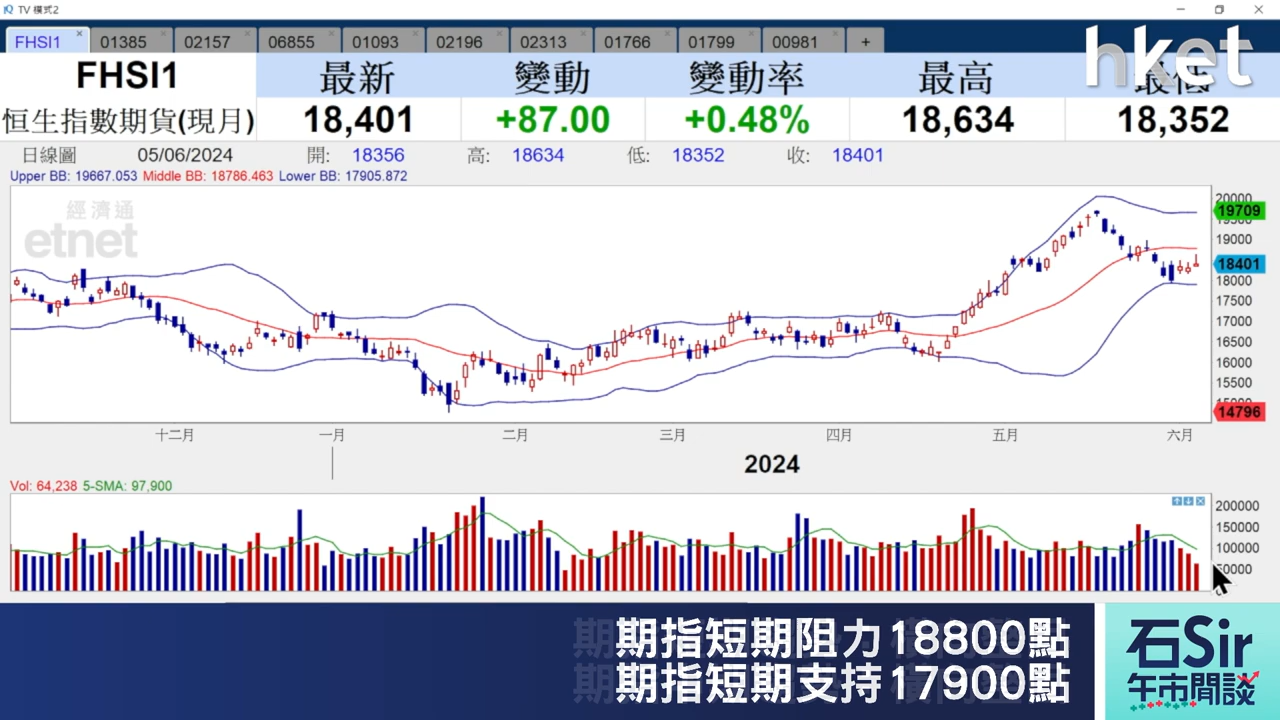 TV 模式2
FHSI1 01385 02157 06855 01093 02196 02313 01766 01799 00981 +
hket
FHSI1 最新 變動 變動率 最高 最低
恒生指數期貨(現月) 18,401 +87.00 +0.48% 18,634 18,352
日線圖 05/06/2024 開: 18356 高: 18634 低: 18352 收: 18401
Upper BB: 19667.053 Middle BB: 18786.463 Lower BB: 17905.872
經濟通
etnet
20000
19709
19000
18401
18000
17500
17000
16500
16000
15500
14796
十二月 一月 二月 三月 四月 五月 六月
2024
Vol: 64,238 5-SMA: 97,900
200000
150000
100000
50000
期指短期阻力18800點
期指短期支持17900點
石Sir
午市閒談